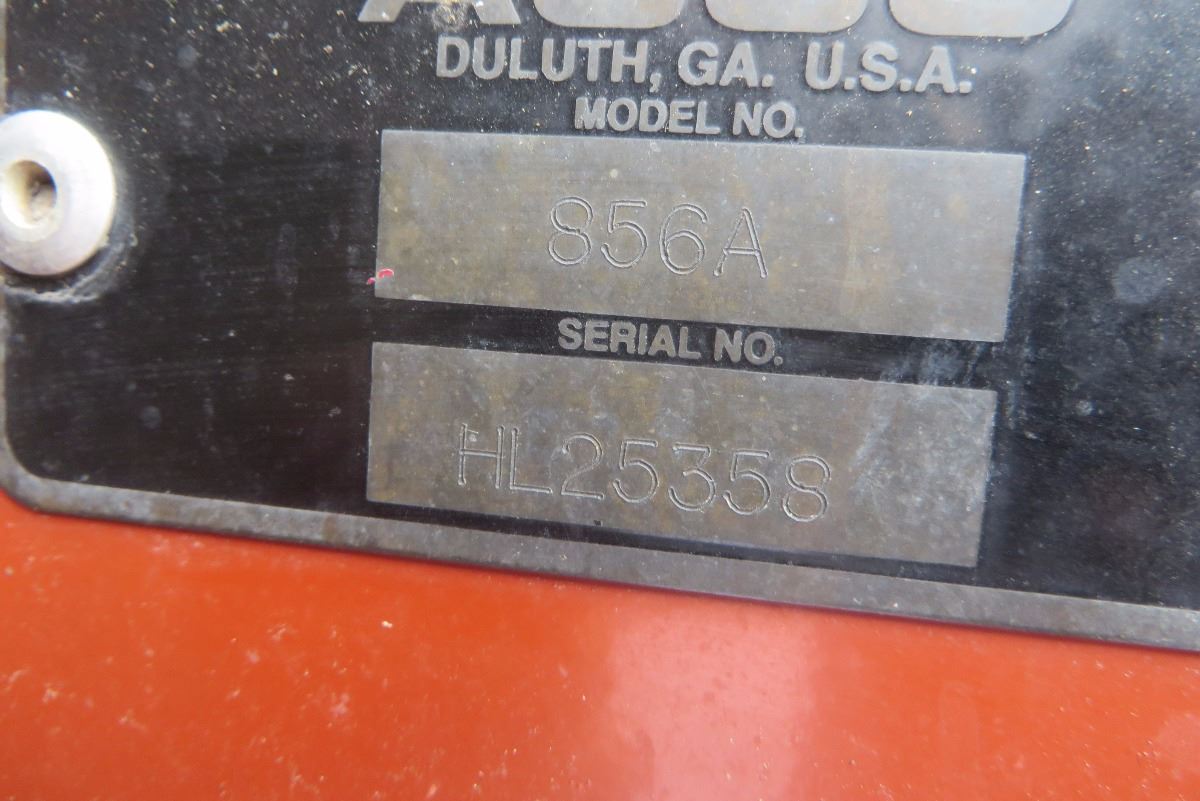 DULUTH, GA. U.S.A.
MODEL NO.
856A
SERIAL NO.
HL25358